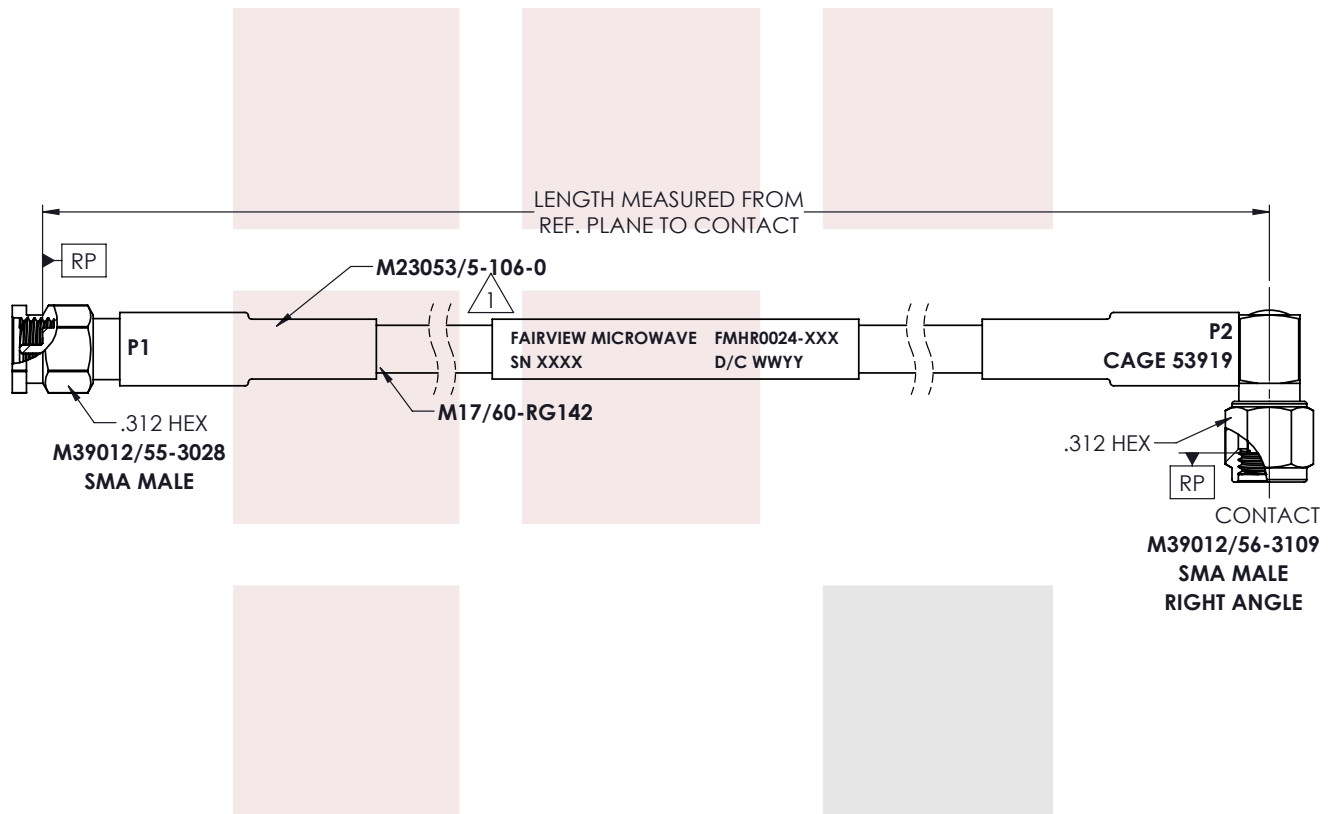 LENGTH MEASURED FROM
REF. PLANE TO CONTACT
RP
M23053/5-106-0
1
P1
FAIRVIEW MICROWAVE FMHR0024-XXX
SN XXXX D/C WWYY
P2
CAGE 53919
M17/60-RG142
.312 HEX
M39012/55-3028
SMA MALE
.312 HEX
RP
CONTACT
M39012/56-3109
SMA MALE
RIGHT ANGLE